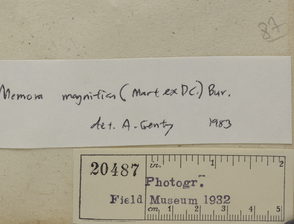 87
Memora magnifica (Mart ex DC.) Bur.
det. A. Gentry 1983
20487
in. 1 2
Photogr.
Field Museum 1932
cm. 1 2 3 4 5